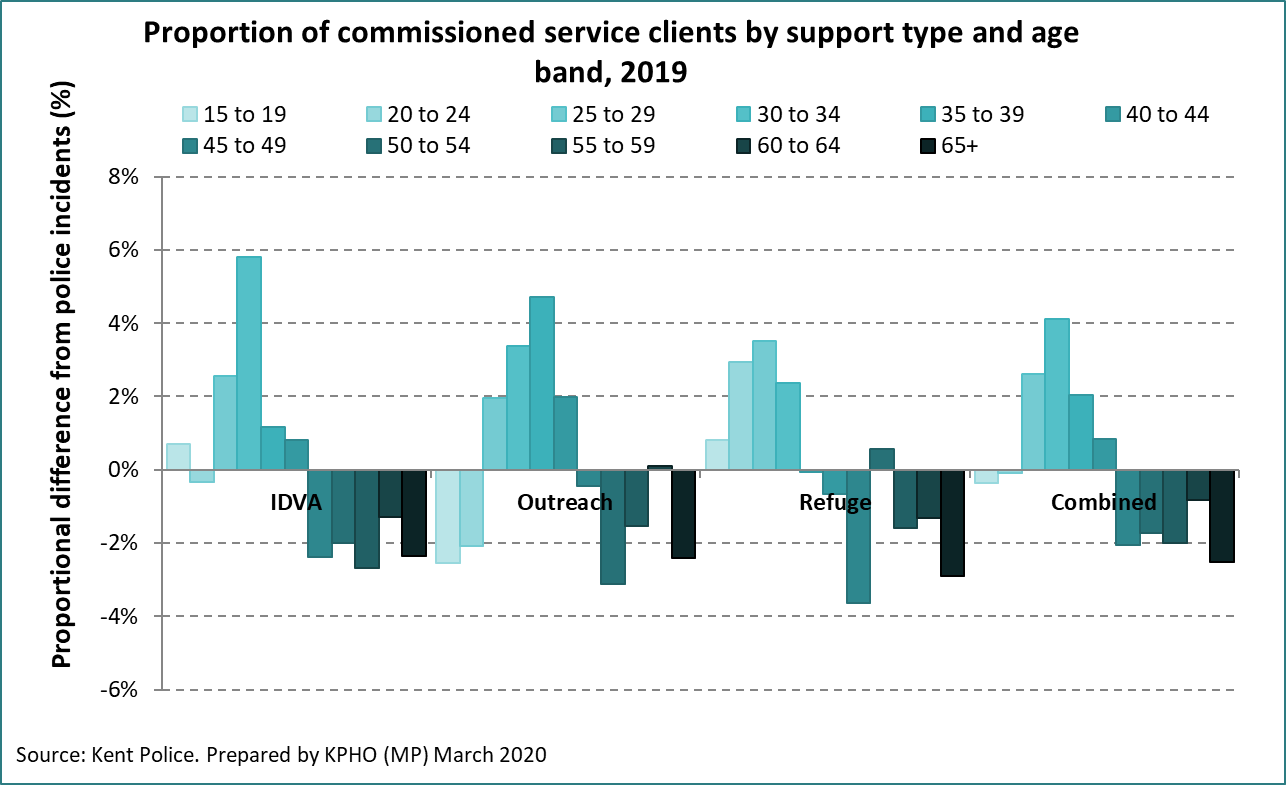 Proportion of commissioned service clients by support type and age
band, 2019
15 to 19
20 to 24
25 to 29
30 to 34
35 to 39
40 to 44
45 to 49
50 to 54
55 to 59
60 to 64
65+
Proportional difference from police incidents (%)
8%
6%
4%
2%
0%
-2%
-4%
-6%
IDVA
Outreach
Refuge
Combined
Source: Kent Police. Prepared by KPHO (MP) March 2020